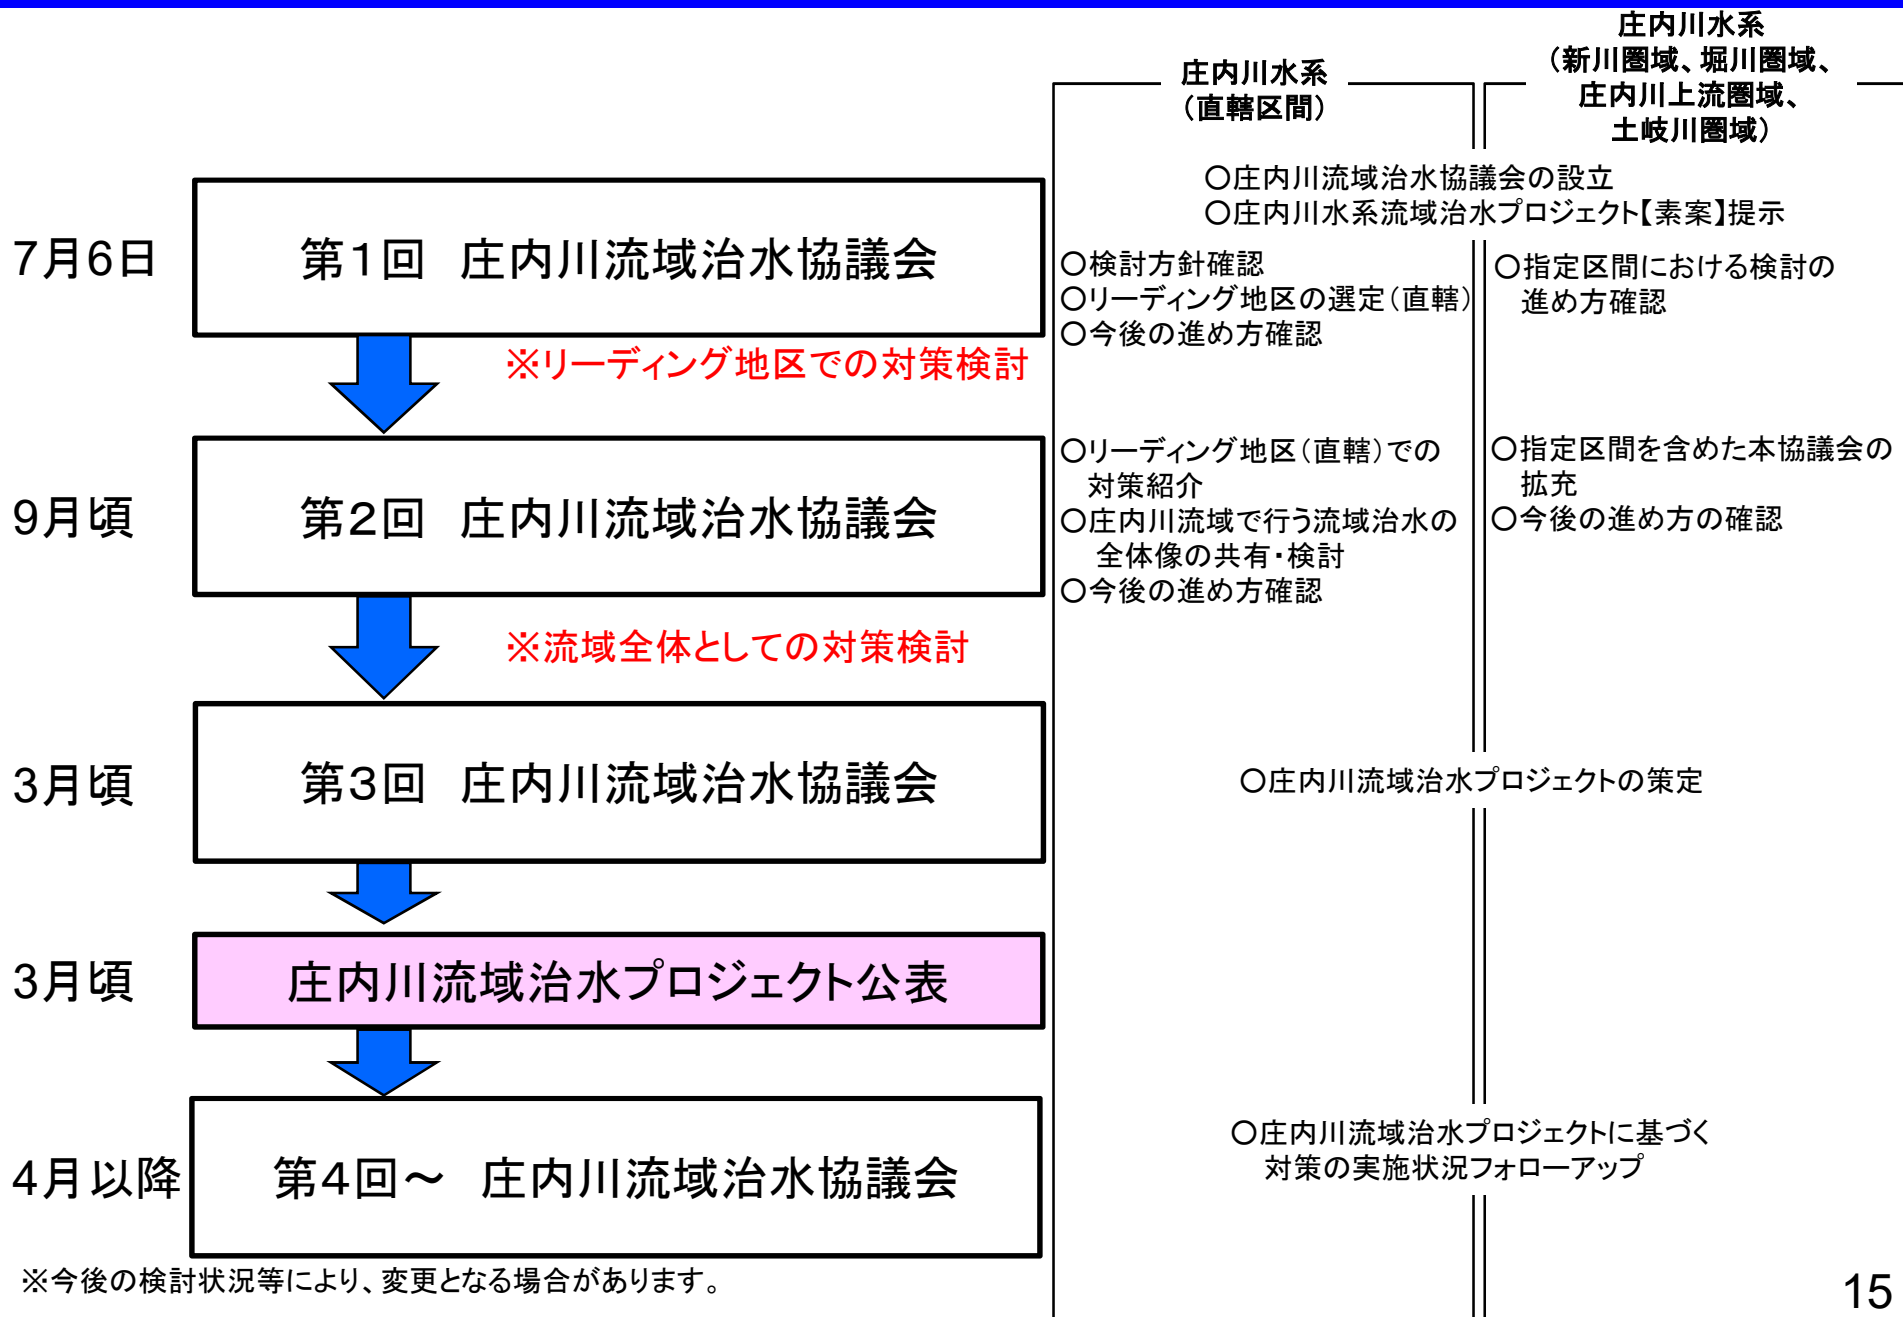 庄内川水系
（直轄区間）
庄内川水系
（新川圏域、堀川圏域、
庄内川上流圏域、
土岐川圏域）
7月6日
第１回　庄内川流域治水協議会
○庄内川流域治水協議会の設立
○庄内川水系流域治水プロジェクト【素案】提示
○検討方針確認
○リーディング地区の選定（直轄）
○今後の進め方確認
○指定区間における検討の
進め方確認
※リーディング地区での対策検討
9月頃
第２回　庄内川流域治水協議会
○リーディング地区（直轄）での
対策紹介
○庄内川流域で行う流域治水の
全体像の共有・検討
○今後の進め方確認
○指定区間を含めた本協議会の
拡充
○今後の進め方の確認
※流域全体としての対策検討
3月頃
第３回　庄内川流域治水協議会
○庄内川流域治水プロジェクトの策定
3月頃
庄内川流域治水プロジェクト公表
4月以降
第４回～　庄内川流域治水協議会
○庄内川流域治水プロジェクトに基づく
対策の実施状況フォローアップ
※今後の検討状況等により、変更となる場合があります。
15